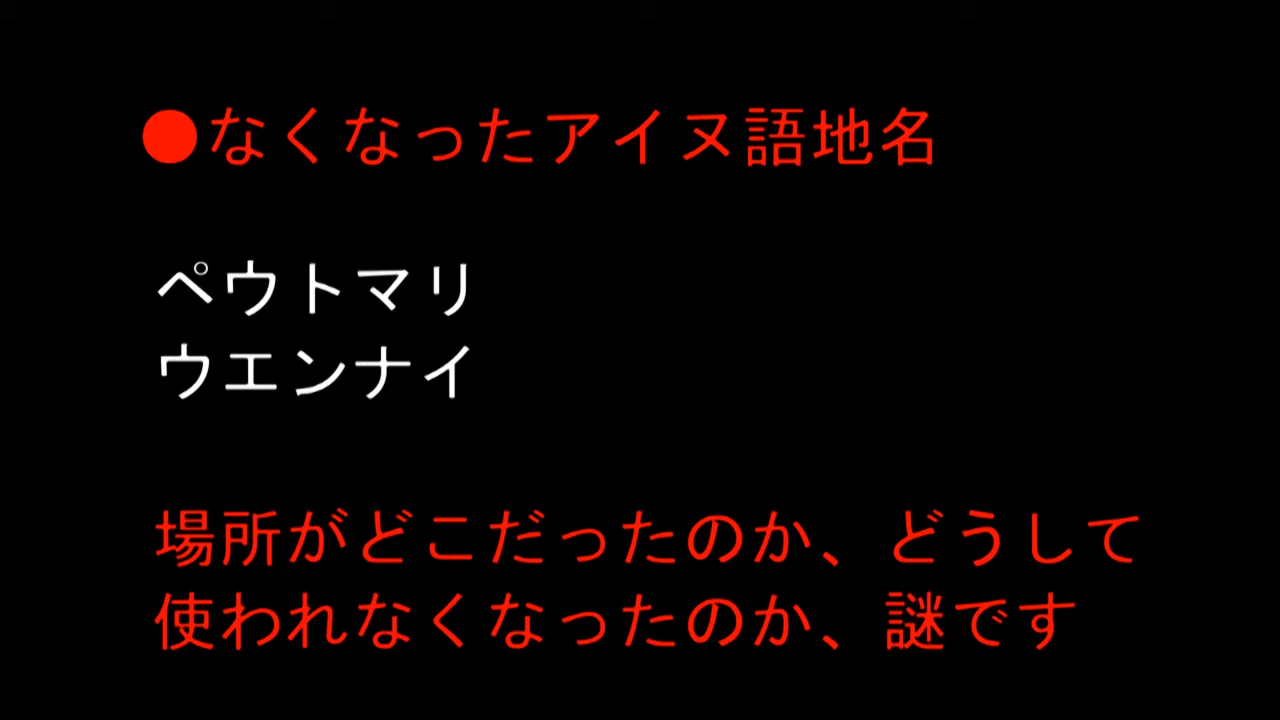 ●なくなったアイヌ語地名
ペウトマリ
ウエンナイ
場所がどこだったのか、どうして
使われなくなったのか、謎です